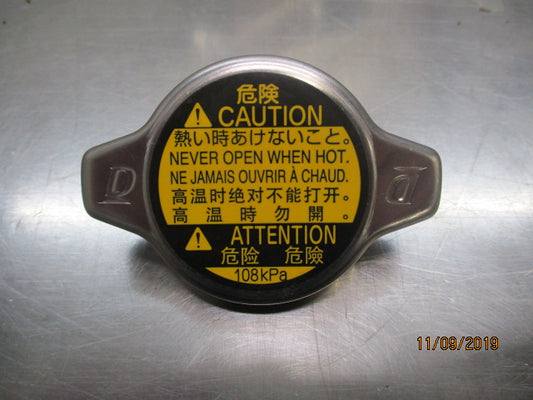 危険
CAUTION
熱い時あけないこと。
NEVER OPEN WHEN HOT.
NE JAMAIS OUVRIR À CHAUD.
D
高温时绝对不能打开。
高温時勿開。
ATTENTION
危险 危險
108kPa
11/09/2019